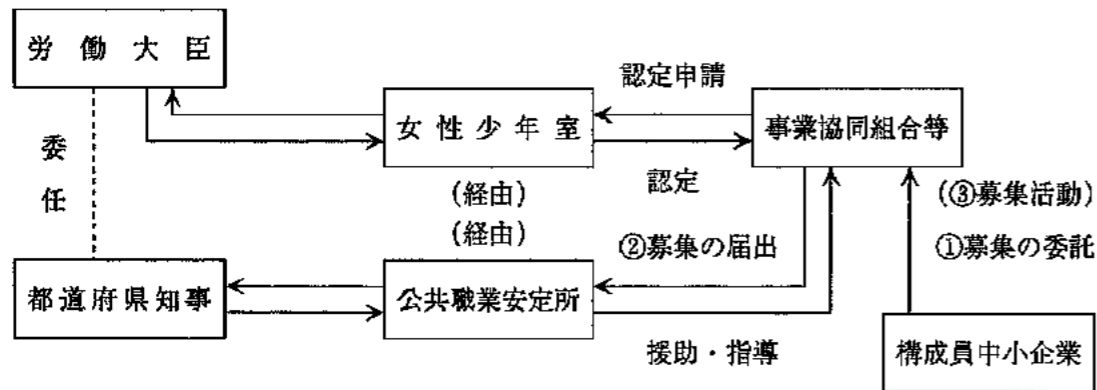 労働大臣
認定申請
女性少年室
事業協同組合等
委
任
認定
(経由)
(経由)
(③募集活動)
②募集の届出
①募集の委託
都道府県知事
公共職業安定所
援助・指導
構成員中小企業